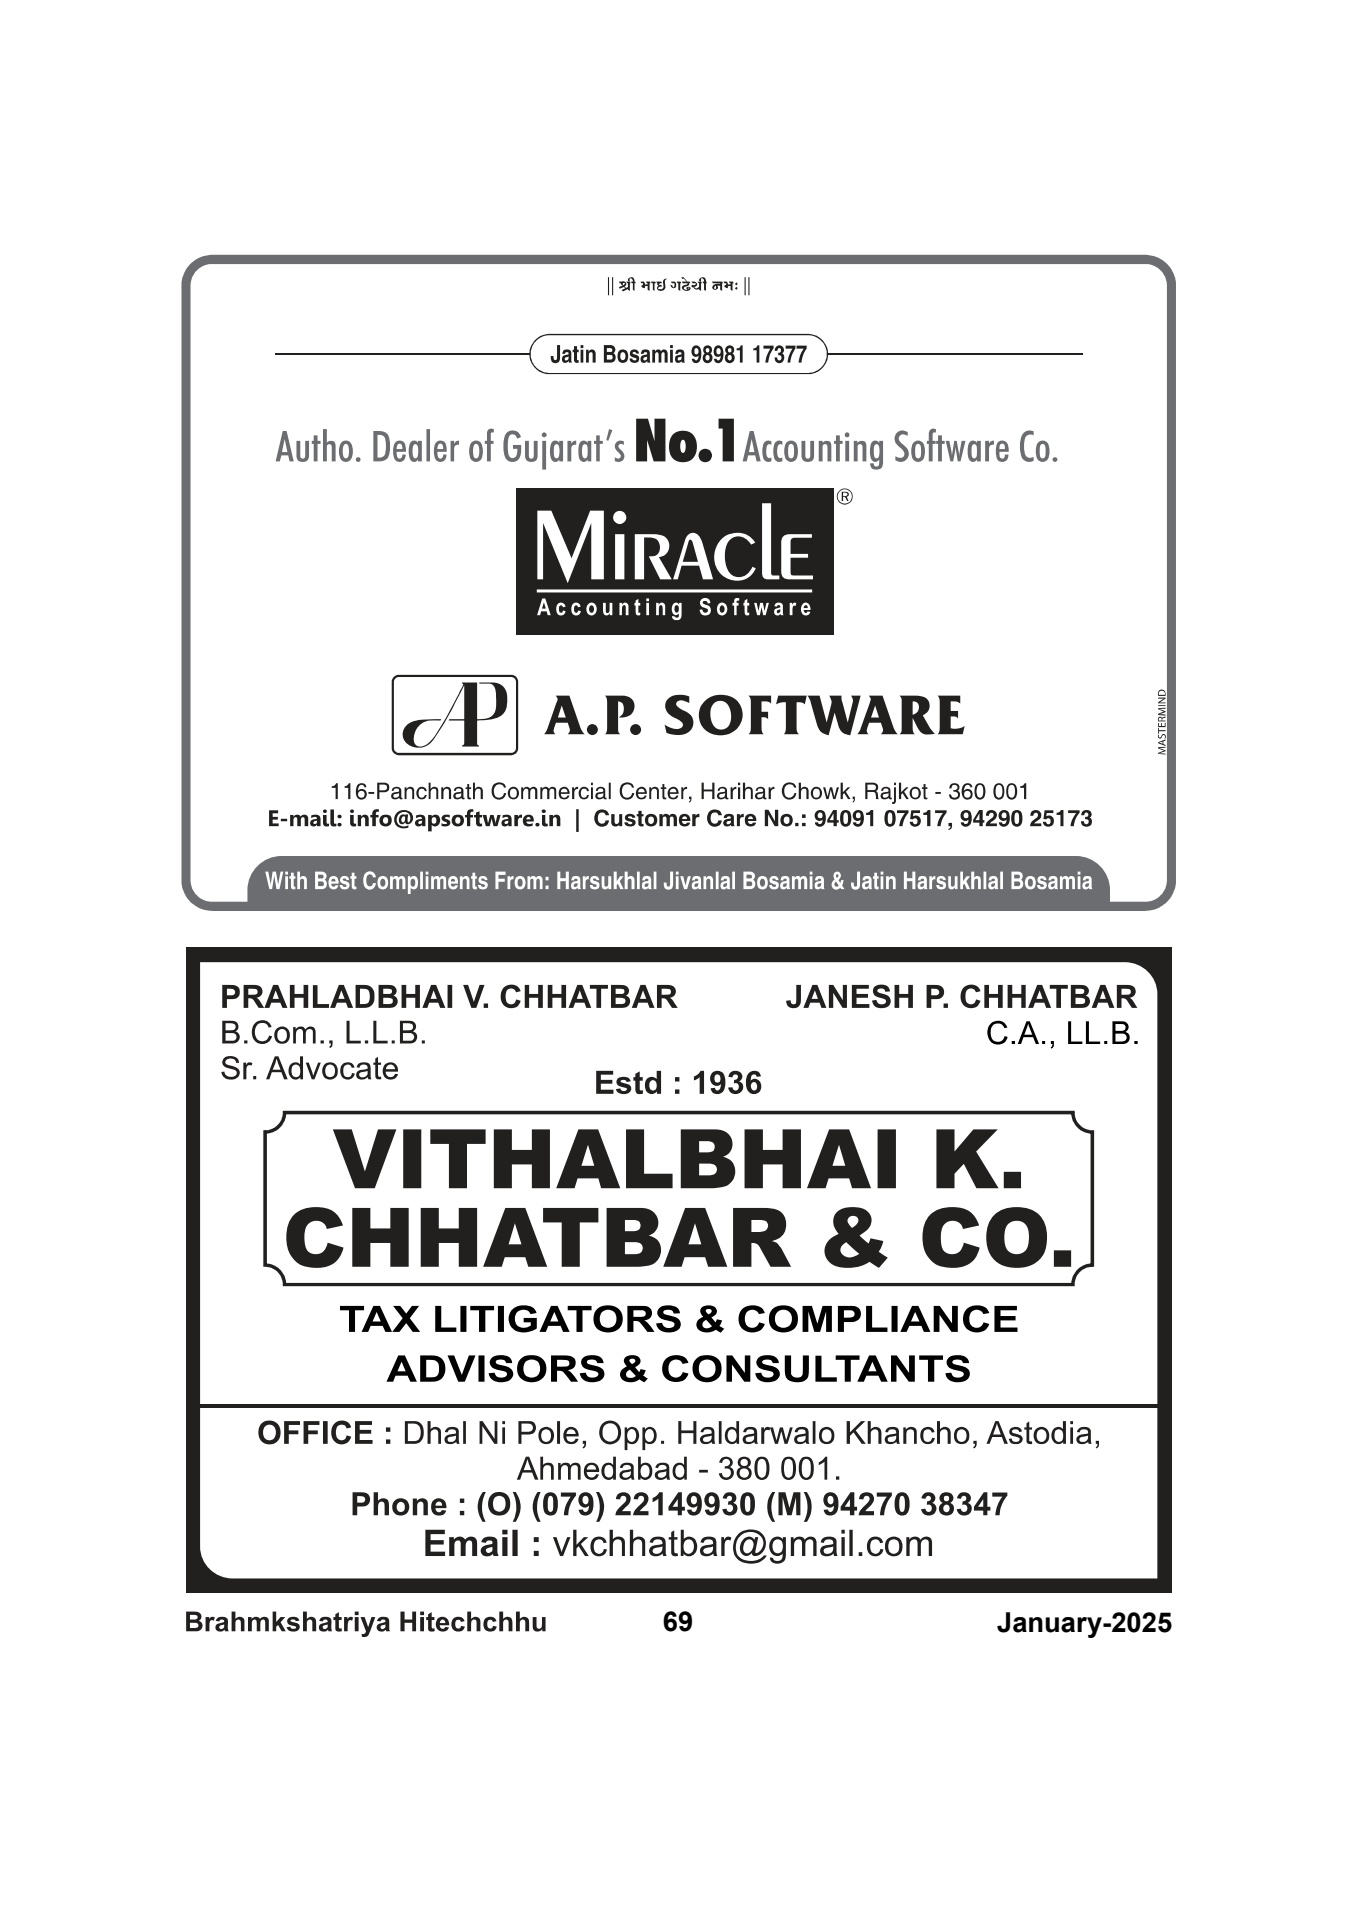 || શ્રી માઈ ગઢેચી નમઃ ||
Jatin Bosamia 98981 17377
Autho. Dealer of Gujarat's No.1 Accounting Software Co.
MiRACLE ®
Accounting Software
AP A.P. SOFTWARE
MASTERMIND
116-Panchnath Commercial Center, Harihar Chowk, Rajkot - 360 001
E-mail: info@apsoftware.in | Customer Care No.: 94091 07517, 94290 25173
With Best Compliments From: Harsukhlal Jivanlal Bosamia & Jatin Harsukhlal Bosamia
PRAHLADBHAI V. CHHATBAR JANESH P. CHHATBAR
B.Com., L.L.B. C.A., LL.B.
Sr. Advocate
Estd : 1936
VITHALBHAI K.
CHHATBAR & CO.
TAX LITIGATORS & COMPLIANCE
ADVISORS & CONSULTANTS
OFFICE : Dhal Ni Pole, Opp. Haldarwalo Khancho, Astodia,
Ahmedabad - 380 001.
Phone : (O) (079) 22149930 (M) 94270 38347
Email : vkchhatbar@gmail.com
Brahmkshatriya Hitechchhu 69 January-2025